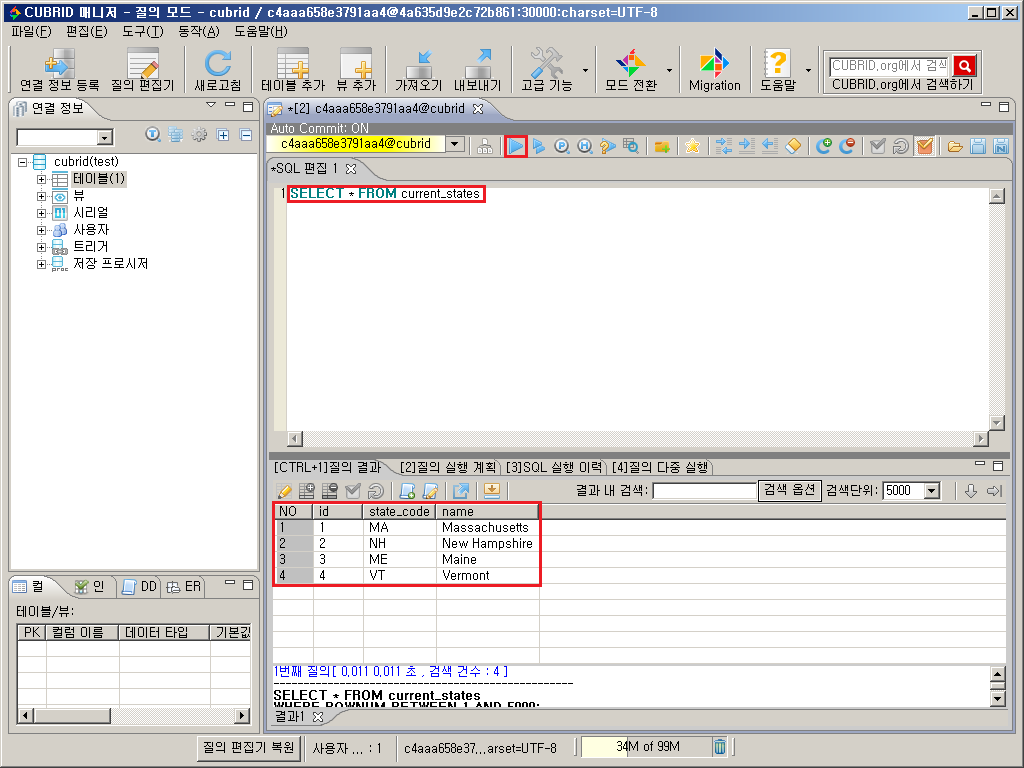 CUBRID 매니저 - 질의 모드 - cubrid / c4aaa658e3791aa4@4a635d9e2c72b861:30000:charset=UTF-8
파일(F) 편집(E) 도구(T) 동작(A) 도움말(H)
연결 정보 등록 질의 편집기 새로고침 테이블 추가 뷰 추가 가져오기 내보내기 고급 기능 모드 전환 Migration 도움말
CUBRID.org에서 검색
CUBRID.org에서 검색하기
연결 정보
*[2] c4aaa658e3791aa4@cubrid
Auto Commit: ON
c4aaa658e3791aa4@cubrid
*SQL 편집 1
cubrid(test)
테이블(1)
뷰
시리얼
사용자
트리거
저장 프로시저
1 SELECT * FROM current_states
[CTRL+1]질의 결과 [2]질의 실행 계획 [3]SQL 실행 이력 [4]질의 다중 실행
결과 내 검색: 검색 옵션 검색단위: 5000
NO id state_code name
1 1 MA Massachusetts
2 2 NH New Hampshire
3 3 ME Maine
4 4 VT Vermont
컬 인 DD ER
테이블/뷰:
PK 컬럼 이름 데이터 타입 기본값
1번째 질의[ 0.011 0.011 초 , 검색 건수 : 4 ]
------------------------------------------------
SELECT * FROM current_states
WHERE ROWNUM BETWEEN 1 AND 5000;
결과1
질의 편집기 복원 사용자 ... : 1 c4aaa658e37...arset=UTF-8 34M of 99M